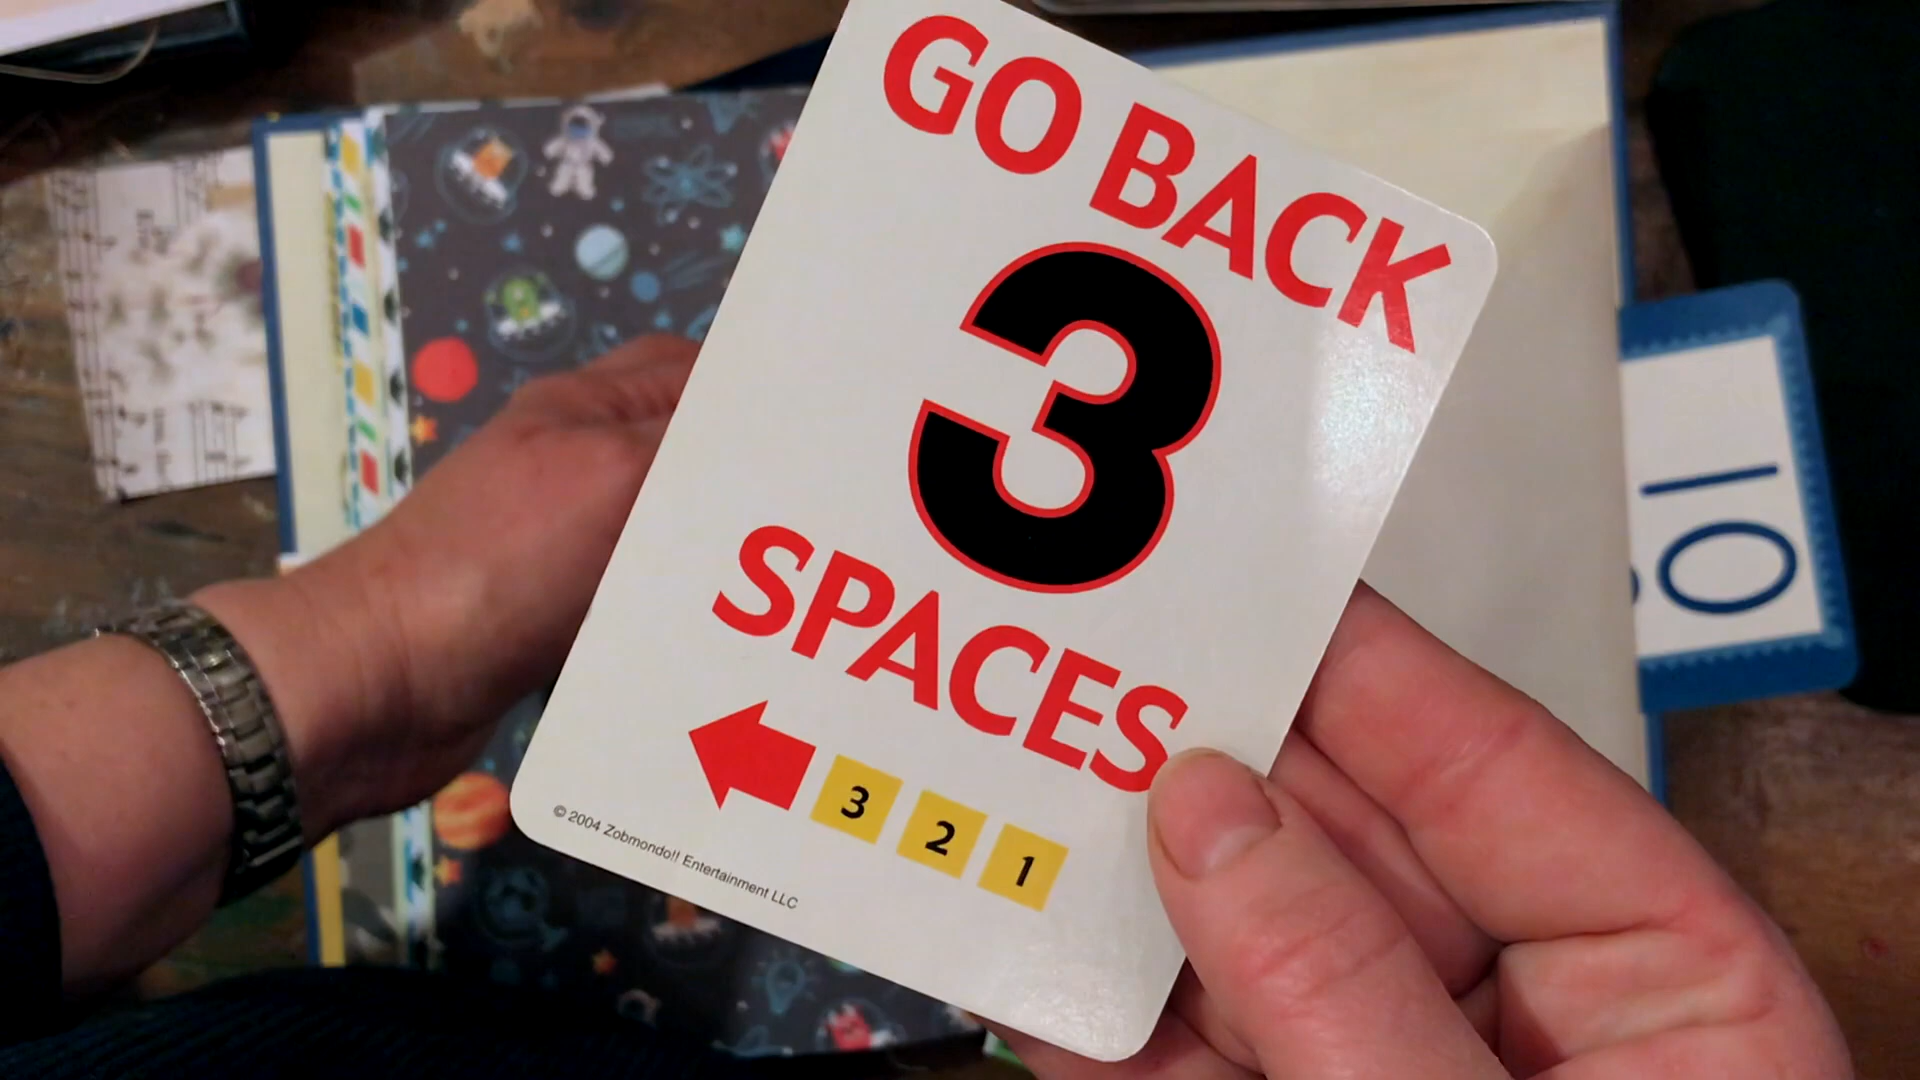 GO BACK
3
SPACES
3 2 1
© 2004 Zobmondo!! Entertainment LLC
10